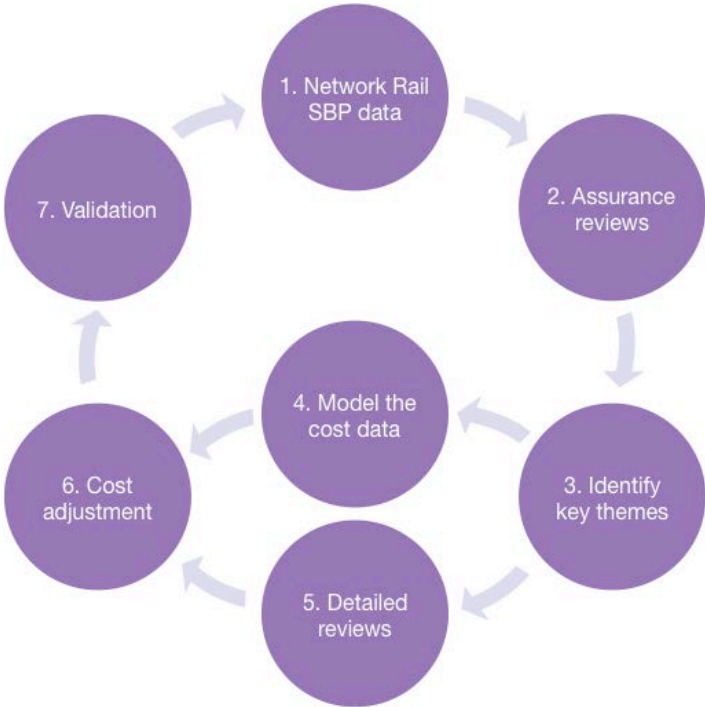 1. Network Rail
SBP data
2. Assurance
reviews
3. Identify
key themes
4. Model the
cost data
5. Detailed
reviews
6. Cost
adjustment
7. Validation